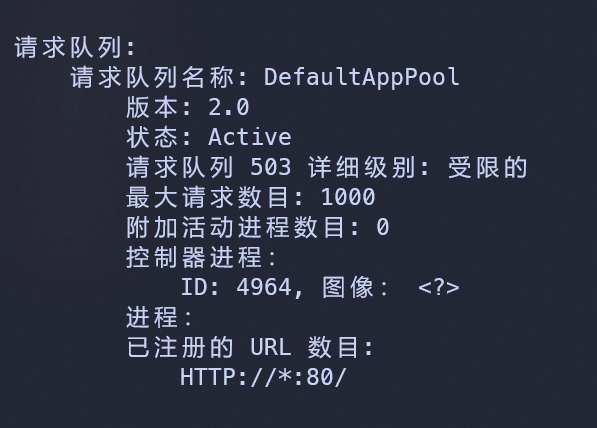 请求队列:
请求队列名称: DefaultAppPool
版本: 2.0
状态: Active
请求队列 503 详细级别: 受限的
最大请求数目: 1000
附加活动进程数目: 0
控制器进程:
ID: 4964, 图像: <?>
进程:
已注册的 URL 数目:
HTTP://*:80/